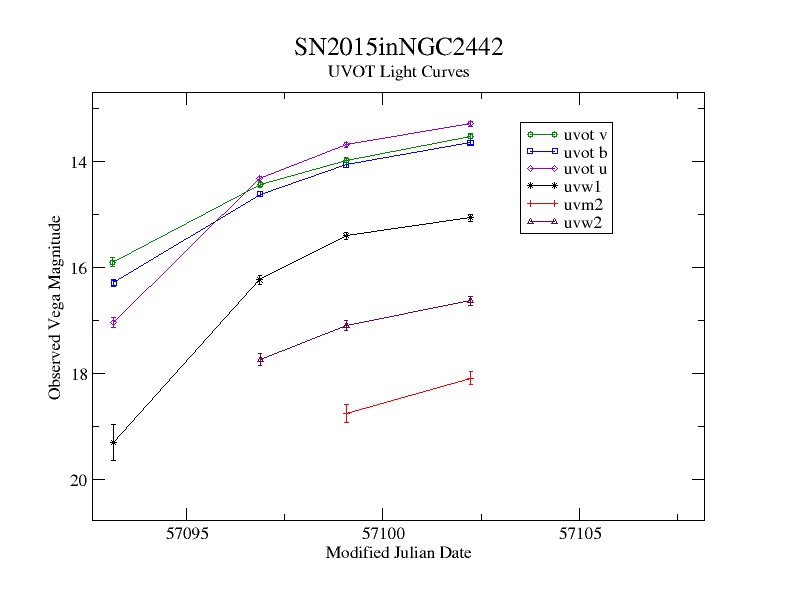 SN2015inNGC2442
UVOT Light Curves
uvot v
uvot b
uvot u
uvw1
uvm2
uvw2
Observed Vega Magnitude
14
16
18
20
57095
57100
57105
Modified Julian Date